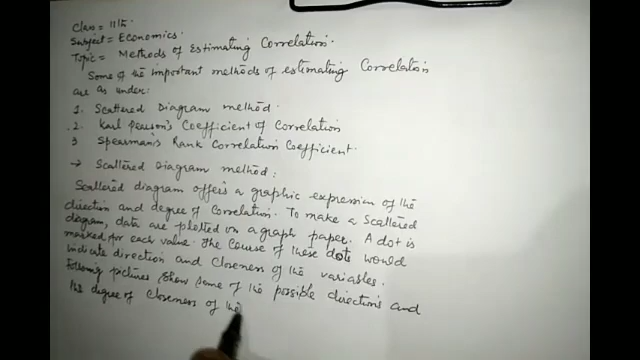 Class = 11th.
Subject = Economics.
Topic = Methods of Estimating Correlation.
Some of the important methods of estimating Correlation
are as under:
1. Scattered Diagram method.
2. Karl Pearson's Coefficient of Correlation
3 Spearman's Rank Correlation Coefficient.
→ Scattered Diagram method:
Scattered diagram offers a graphic expression of the
direction and degree of Correlation. To make a Scattered
diagram, data are plotted on a graph paper. A dot is
marked for each value. The Course of these dots would
indicate direction and Closeness of the variables.
Following pictures show some of the possible directions and
the degree of Closeness of the